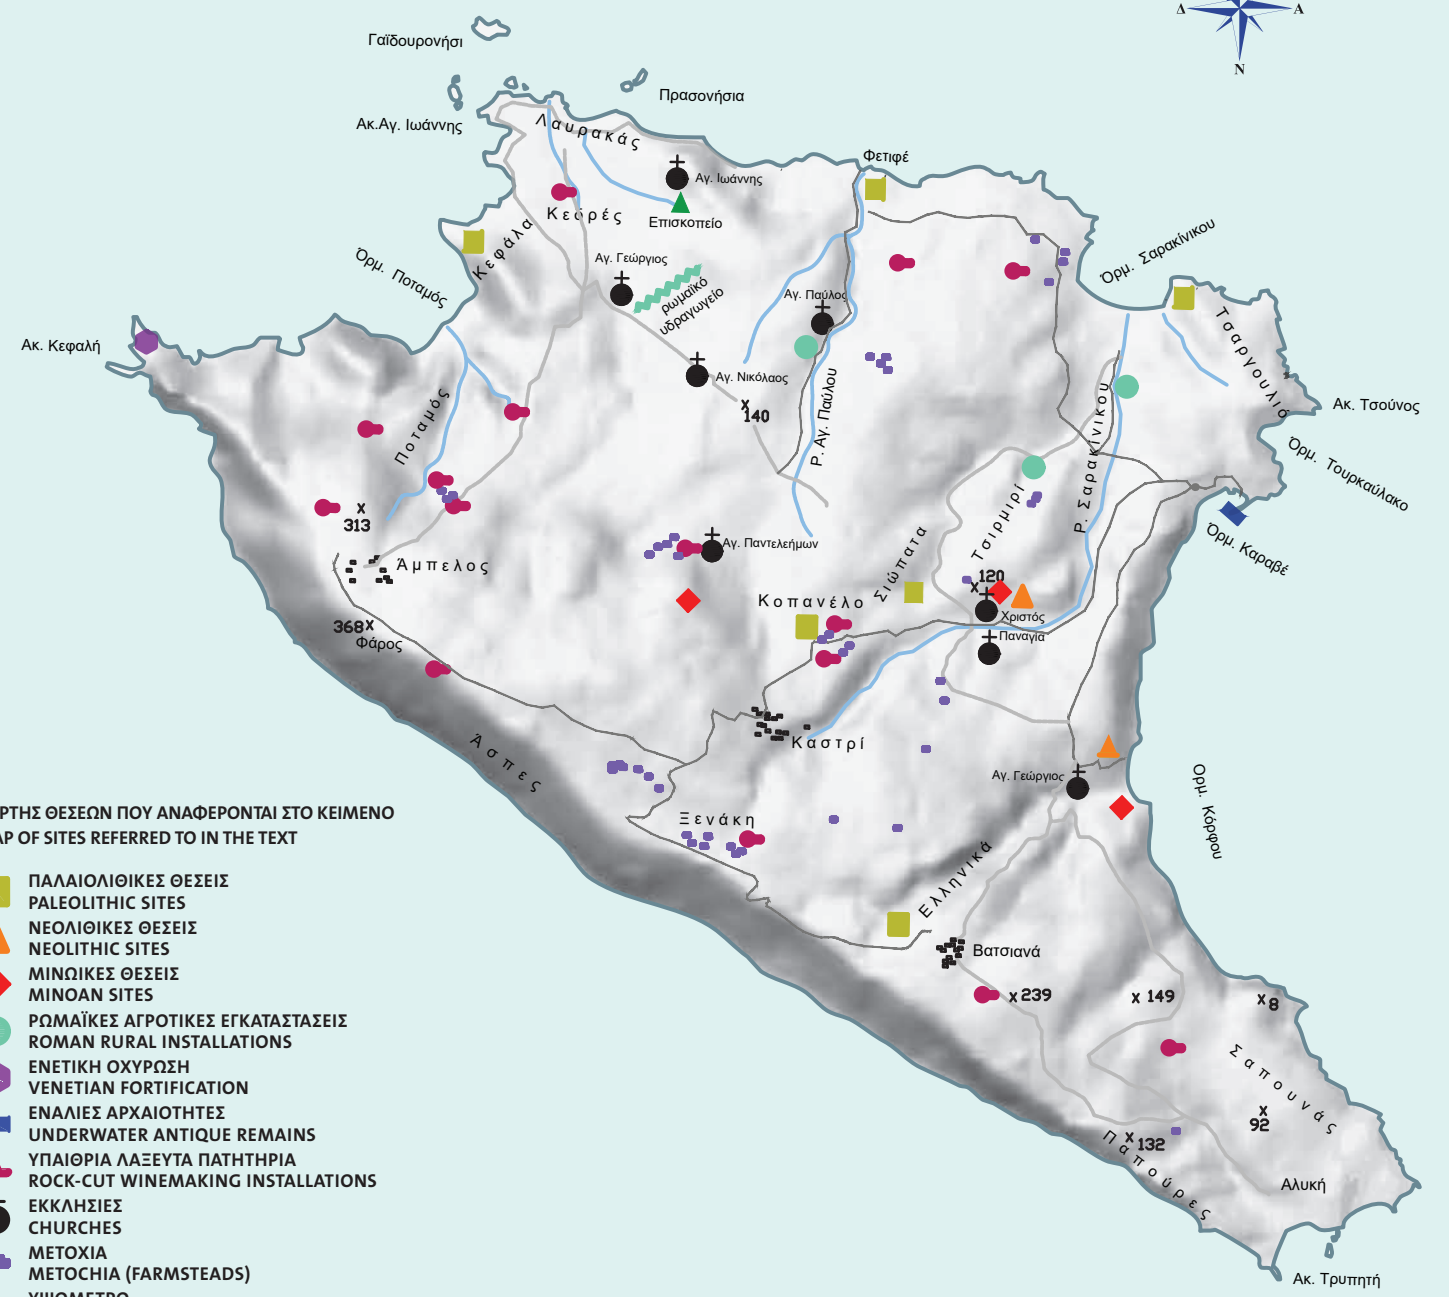 Δ
Α
Ν
Γαϊδουρονήσι
Πρασονήσια
Ακ.Αγ. Ιωάννης
Λαυρακάς
Φετιφέ
Αγ. Ιωάννης
Κεδρές
Επισκοπείο
Κεφάλα
Όρμ. Ποταμός
Όρμ. Σαρακίνικου
Αγ. Γεώργιος
ρωμαϊκό
υδραγωγείο
Αγ. Παύλος
Τσαργουλιό
Ακ. Κεφαλή
Αγ. Νικόλαος
140
Ρ. Αγ. Παύλου
Ποταμός
Ρ. Σαρακίνικου
Ακ. Τσούνος
Όρμ. Τουρκαύλακο
Όρμ. Καραβέ
313
Τσιρμιρί
Σιώπατα
Αγ. Παντελεήμων
Άμπελος
120
Κοπανέλο
Χριστός
Παναγία
368
Φάρος
Καστρί
Άσπες
Αγ. Γεώργιος
Ορμ. Κόρφου
Ξενάκη
Ελληνικά
Βατσιανά
239
149
8
Σαπουνάς
92
132
Παπούρες
Αλυκή
Ακ. Τρυπητή
ΡΤΗΣ ΘΕΣΕΩΝ ΠΟΥ ΑΝΑΦΕΡΟΝΤΑΙ ΣΤΟ ΚΕΙΜΕΝΟ
AP OF SITES REFERRED TO IN THE TEXT
ΠΑΛΑΙΟΛΙΘΙΚΕΣ ΘΕΣΕΙΣ
PALEOLITHIC SITES
ΝΕΟΛΙΘΙΚΕΣ ΘΕΣΕΙΣ
NEOLITHIC SITES
ΜΙΝΩΙΚΕΣ ΘΕΣΕΙΣ
MINOAN SITES
ΡΩΜΑΪΚΕΣ ΑΓΡΟΤΙΚΕΣ ΕΓΚΑΤΑΣΤΑΣΕΙΣ
ROMAN RURAL INSTALLATIONS
ΕΝΕΤΙΚΗ ΟΧΥΡΩΣΗ
VENETIAN FORTIFICATION
ΕΝΑΛΙΕΣ ΑΡΧΑΙΟΤΗΤΕΣ
UNDERWATER ANTIQUE REMAINS
ΥΠΑΙΘΡΙΑ ΛΑΞΕΥΤΑ ΠΑΤΗΤΗΡΙΑ
ROCK-CUT WINEMAKING INSTALLATIONS
ΕΚΚΛΗΣΙΕΣ
CHURCHES
ΜΕΤΟΧΙΑ
METOCHIA (FARMSTEADS)
ΥΨΟΜΕΤΡΟ